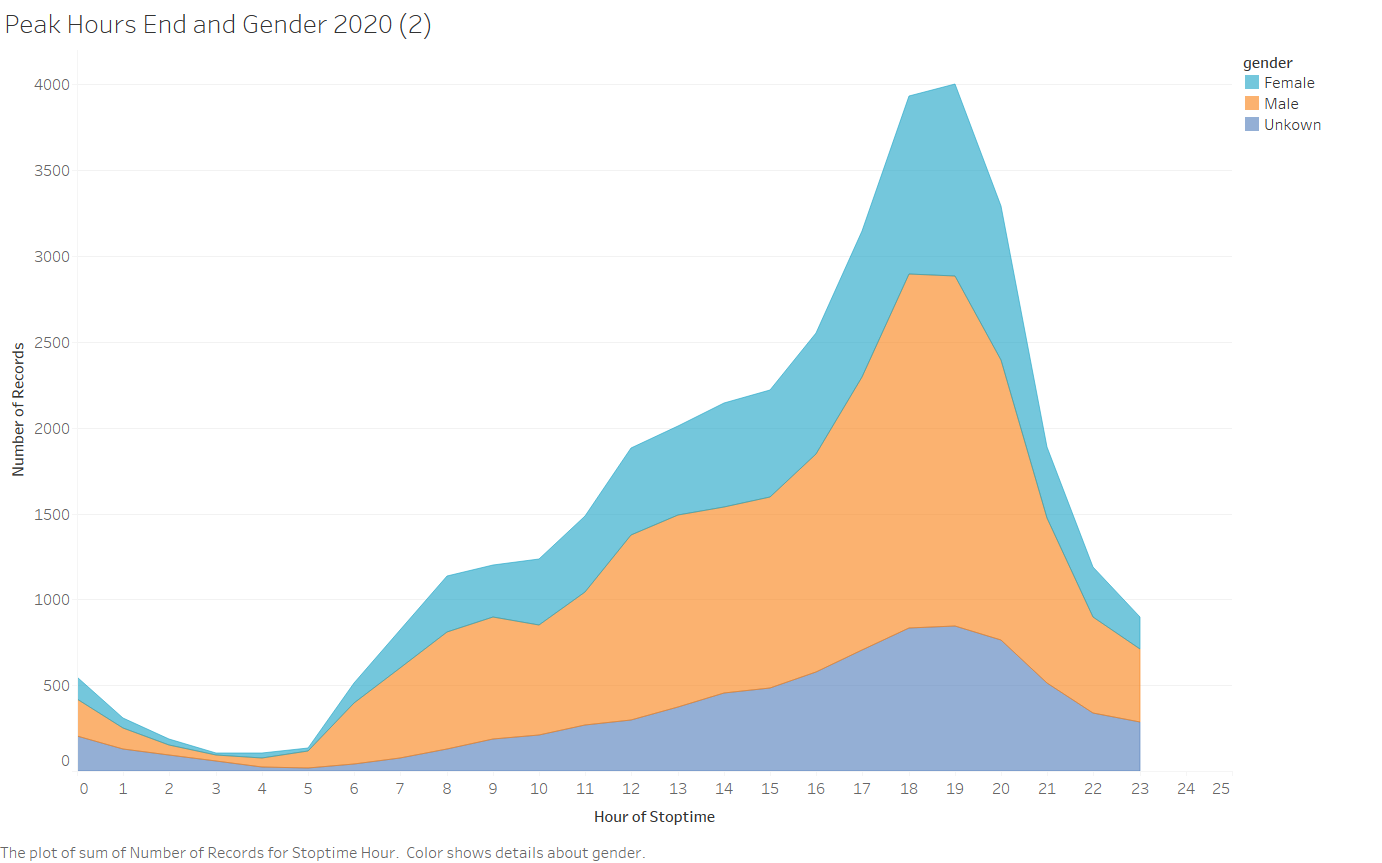 Peak Hours End and Gender 2020 (2)
gender
Female
Male
Unkown
4000
3500
3000
2500
2000
1500
1000
500
0
Number of Records
0 1 2 3 4 5 6 7 8 9 10 11 12 13 14 15 16 17 18 19 20 21 22 23 24 25
Hour of Stoptime
The plot of sum of Number of Records for Stoptime Hour. Color shows details about gender.